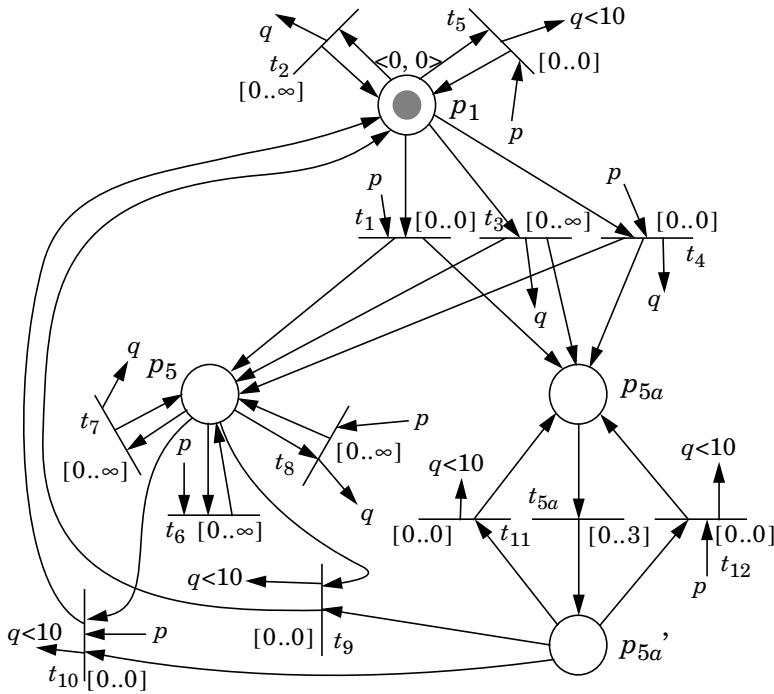 q
t5
q<10
<0, 0>
t2
[0..0]
[0..∞]
p1
p
p
p
t1
[0..0]
t3
[0..∞]
[0..0]
t4
q
q
q
p5
p5a
t7
p
t8
[0..∞]
[0..∞]
p
q<10
q<10
t6
[0..∞]
q
t5a
[0..0]
t11
[0..3]
[0..0]
t12
p
q<10
q<10
p
[0..0]
t9
p5a’
t10
[0..0]